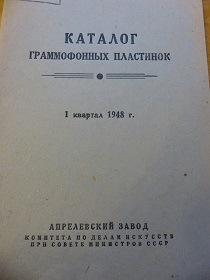 КАТАЛОГ
ГРАММОФОННЫХ ПЛАСТИНОК
I квартал 1948 г.
АПРЕЛЕВСКИЙ ЗАВОД
КОМИТЕТА ПО ДЕЛАМ ИСКУССТВ
ПРИ СОВЕТЕ МИНИСТРОВ СССР